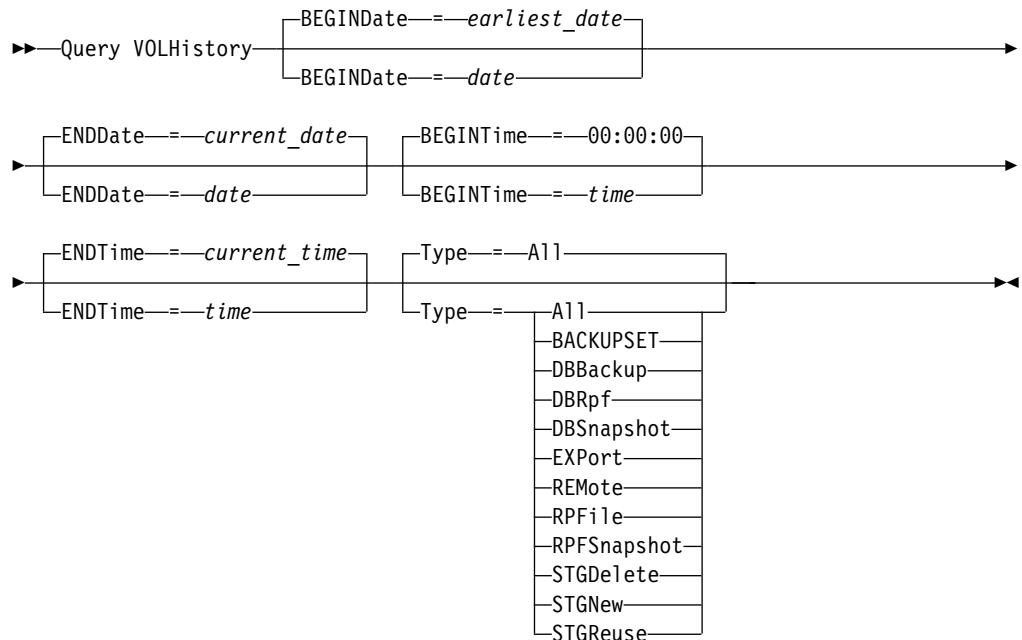 BEGINDate = earliest_date
Query VOLHistory
BEGINDate = date
ENDDate = current_date BEGINTime = 00:00:00
ENDDate = date BEGINTime = time
ENDTime = current_time Type = All
ENDTime = time Type = All
BACKUPSET
DBBackup
DBRpf
DBSnapshot
EXPort
REMote
RPFile
RPFSnapshot
STGDelete
STGNew
STGReuse